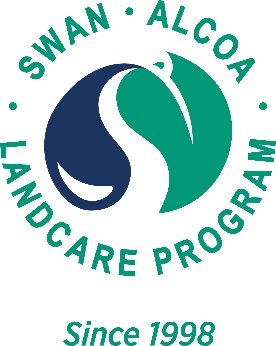 SWAN · ALCOA
· LANDCARE PROGRAM ·
Since 1998